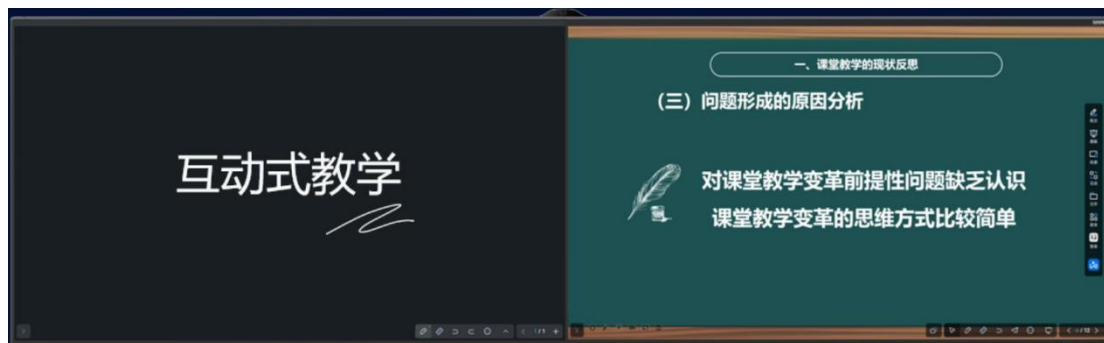 互动式教学
1/1
一、课堂教学的现状反思
（三）问题形成的原因分析
对课堂教学变革前提性问题缺乏认识
课堂教学变革的思维方式比较简单